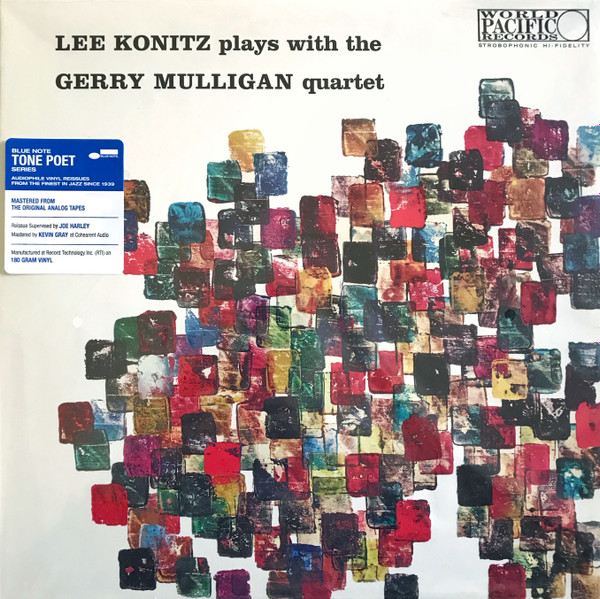 LEE KONITZ plays with the
GERRY MULLIGAN quartet
WORLD
PACIFIC
RECORDS
STROBOPHONIC HI-FIDELITY
BLUE NOTE
TONE POET
SERIES
BLUE NOTE
AUDIOPHILE VINYL REISSUES
FROM THE FINEST IN JAZZ SINCE 1939
MASTERED FROM
THE ORIGINAL ANALOG TAPES
Reissue Supervised by JOE HARLEY
Mastered by KEVIN GRAY at Cohearent Audio
Manufactured at Record Technology Inc. (RTI) on
180 GRAM VINYL